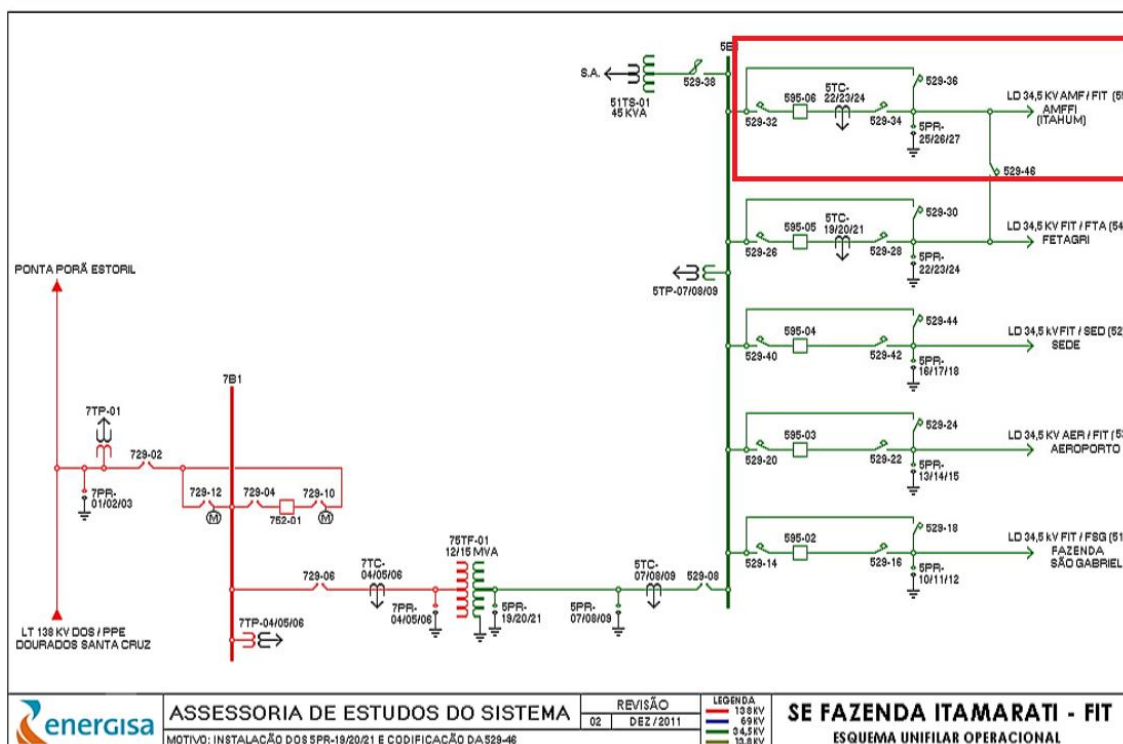 5B1
S.A.
529-38
51TS-01
45 KVA
529-36
595-06
5TC-
22/23/24
529-32
529-34
5PR-
25/26/27
LD 34,5 KV AMF / FIT (5
AMFFI
(ITAHUM)
529-46
529-30
595-05
5TC-
19/20/21
529-26
529-28
5PR-
22/23/24
LD 34,5 KV FIT / FTA (54
FETAGRI
5TP-07/08/09
529-44
595-04
529-40
529-42
5PR-
16/17/18
LD 34,5 kV FIT / SED (52
SEDE
529-24
595-03
529-20
529-22
5PR-
13/14/15
LD 34,5 KV AER / FIT (53
AEROPORTO
529-18
595-02
529-14
529-16
5PR-
10/11/12
LD 34,5 KV FIT / FSG (51
FAZENDA
SÃO GABRIEL
PONTA PORÃ ESTORIL
7B1
7TP-01
729-02
7PR-
01/02/03
729-12
M
729-04
752-01
729-10
M
729-06
7TC-
04/05/06
7PR-
04/05/06
75TF-01
12/15 MVA
5PR-
19/20/21
5PR-
07/08/09
5TC-
07/08/09
529-08
7TP-04/05/06
LT 138 KV DOS / PPE
DOURADOS SANTA CRUZ
energisa
ASSESSORIA DE ESTUDOS DO SISTEMA
MOTIVO: INSTALAÇÃO DOS 5PR-19/20/21 E CODIFICAÇÃO DA 529-46
REVISÃO
02 DEZ / 2011
LEGENDA
138KV
69KV
34,5KV
13,8KV
SE FAZENDA ITAMARATI - FIT
ESQUEMA UNIFILAR OPERACIONAL